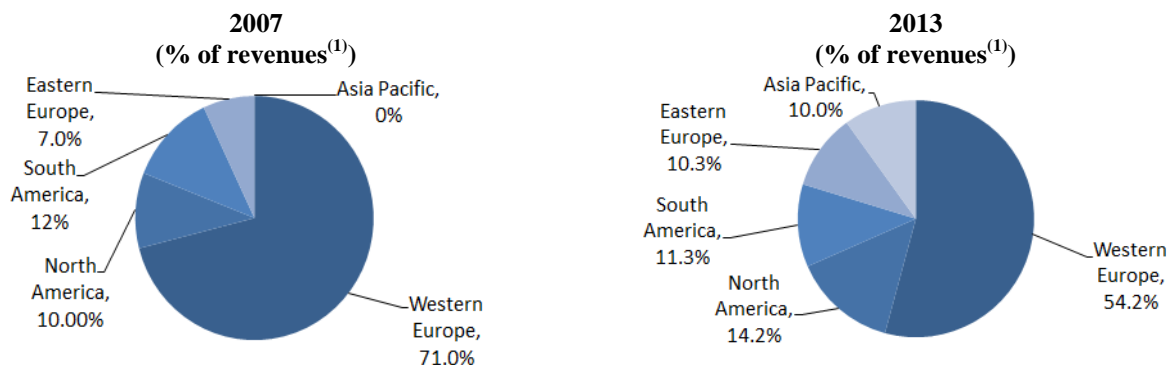 2007
(% of revenues(1))
Eastern
Europe,
7.0%
Asia Pacific,
0%
South
America,
12%
North
America,
10.00%
Western
Europe,
71.0%
2013
(% of revenues(1))
Asia Pacific,
10.0%
Eastern
Europe,
10.3%
South
America,
11.3%
North
America,
14.2%
Western
Europe,
54.2%